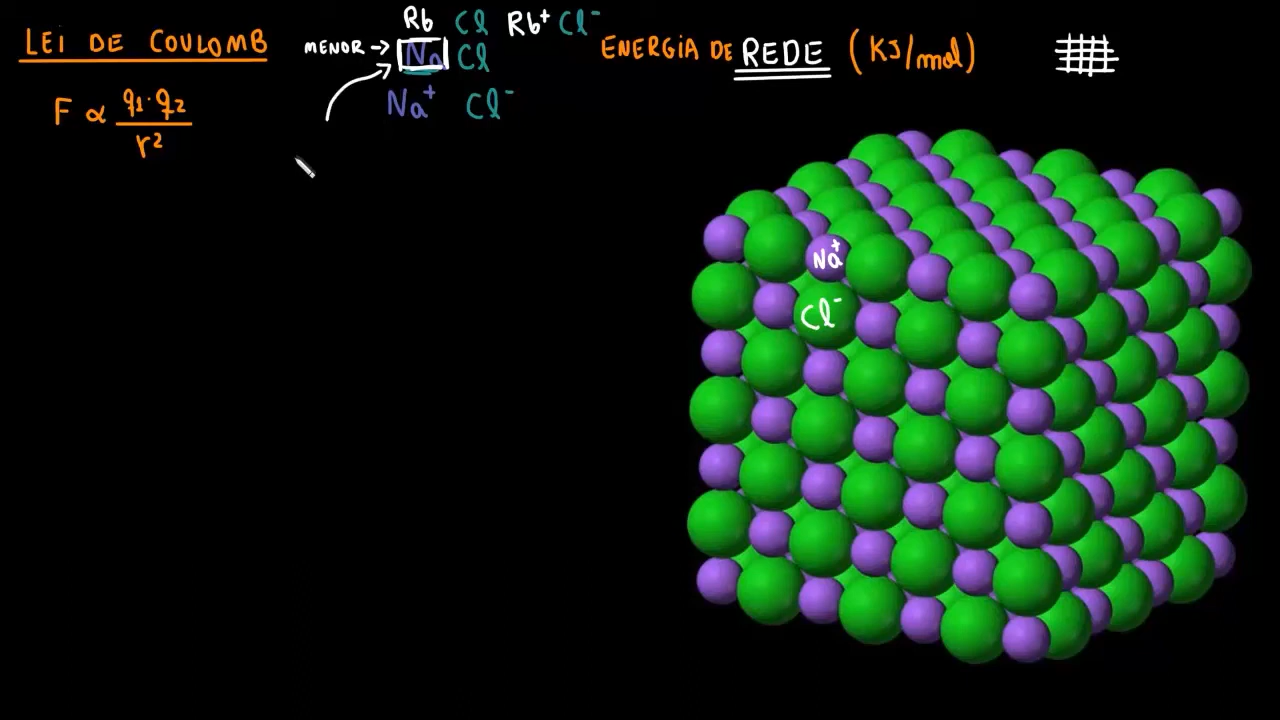 LEI DE COULOMB
F ∝ q1·q2 / r²
Rb Cl Rb⁺ Cl⁻
MENOR → Na Cl
Na⁺ Cl⁻
ENERGIA DE REDE (KJ/mol)
Na⁺
Cl⁻